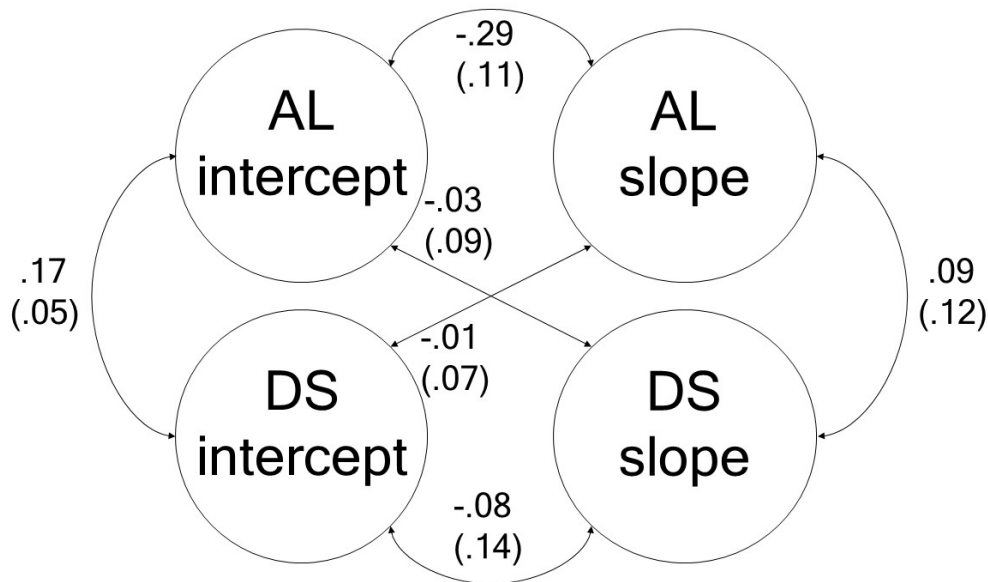 -.29
(.11)
AL
intercept
AL
slope
-.03
(.09)
.17
(.05)
.09
(.12)
-.01
(.07)
DS
intercept
DS
slope
-.08
(.14)